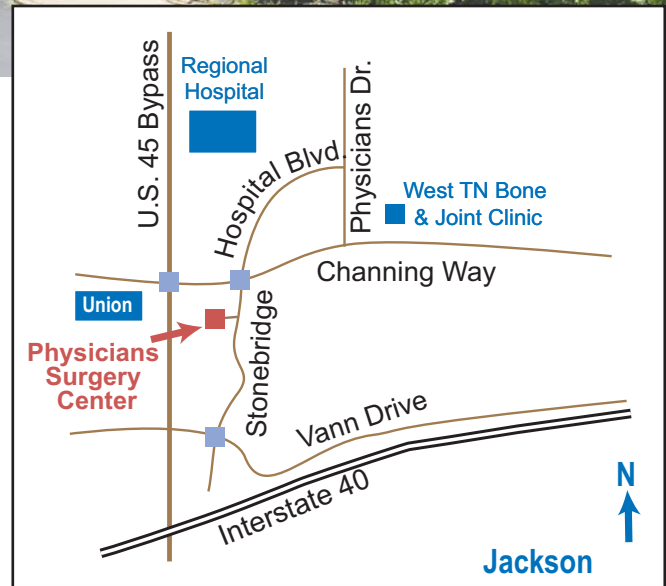 U.S. 45 Bypass
Regional
Hospital
Hospital Blvd.
Physicians Dr.
West TN Bone
& Joint Clinic
Channing Way
Union
Physicians
Surgery
Center
Stonebridge
Vann Drive
Interstate 40
N
Jackson